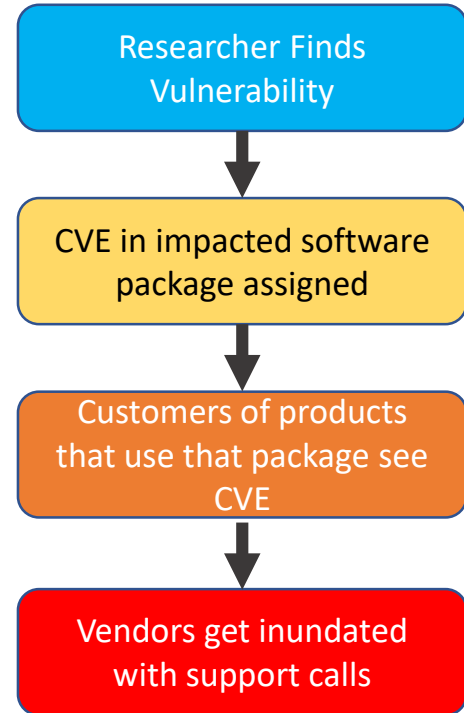 Researcher Finds
Vulnerability
CVE in impacted software
package assigned
Customers of products
that use that package see
CVE
Vendors get inundated
with support calls